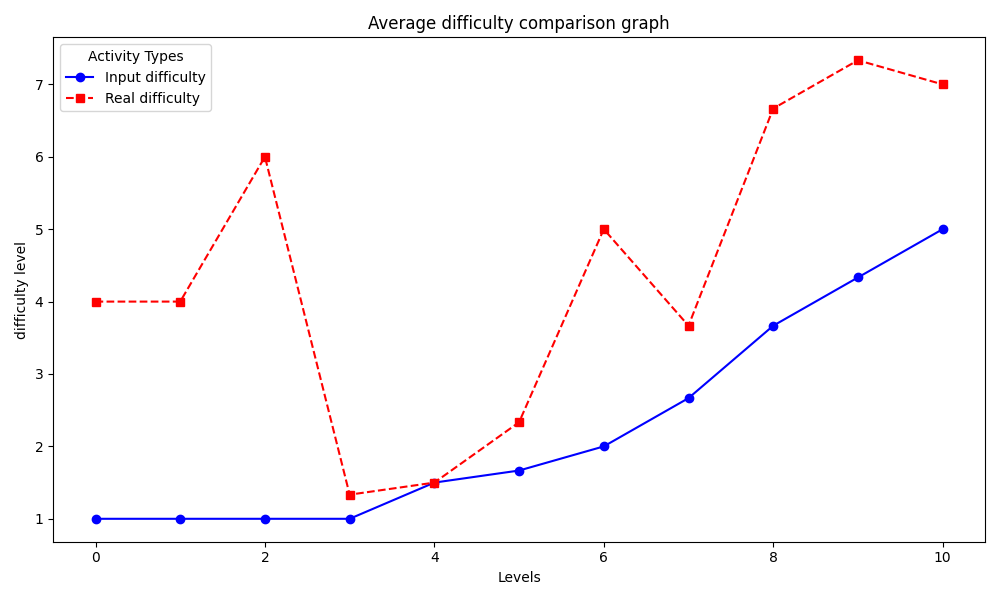 Average difficulty comparison graph
Activity Types
Input difficulty
Real difficulty
difficulty level
7
6
5
4
3
2
1
0 2 4 6 8 10
Levels